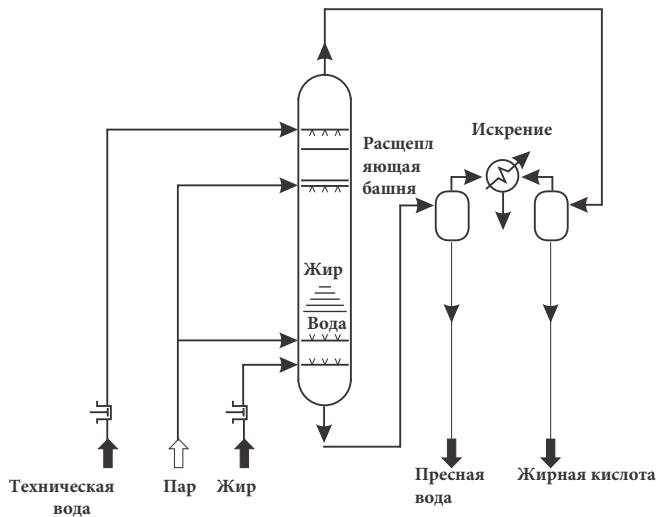 Искрение
Расщепл
яющая
башня
Жир
Вода
Техническая
вода
Пар
Жир
Пресная
вода
Жирная кислота